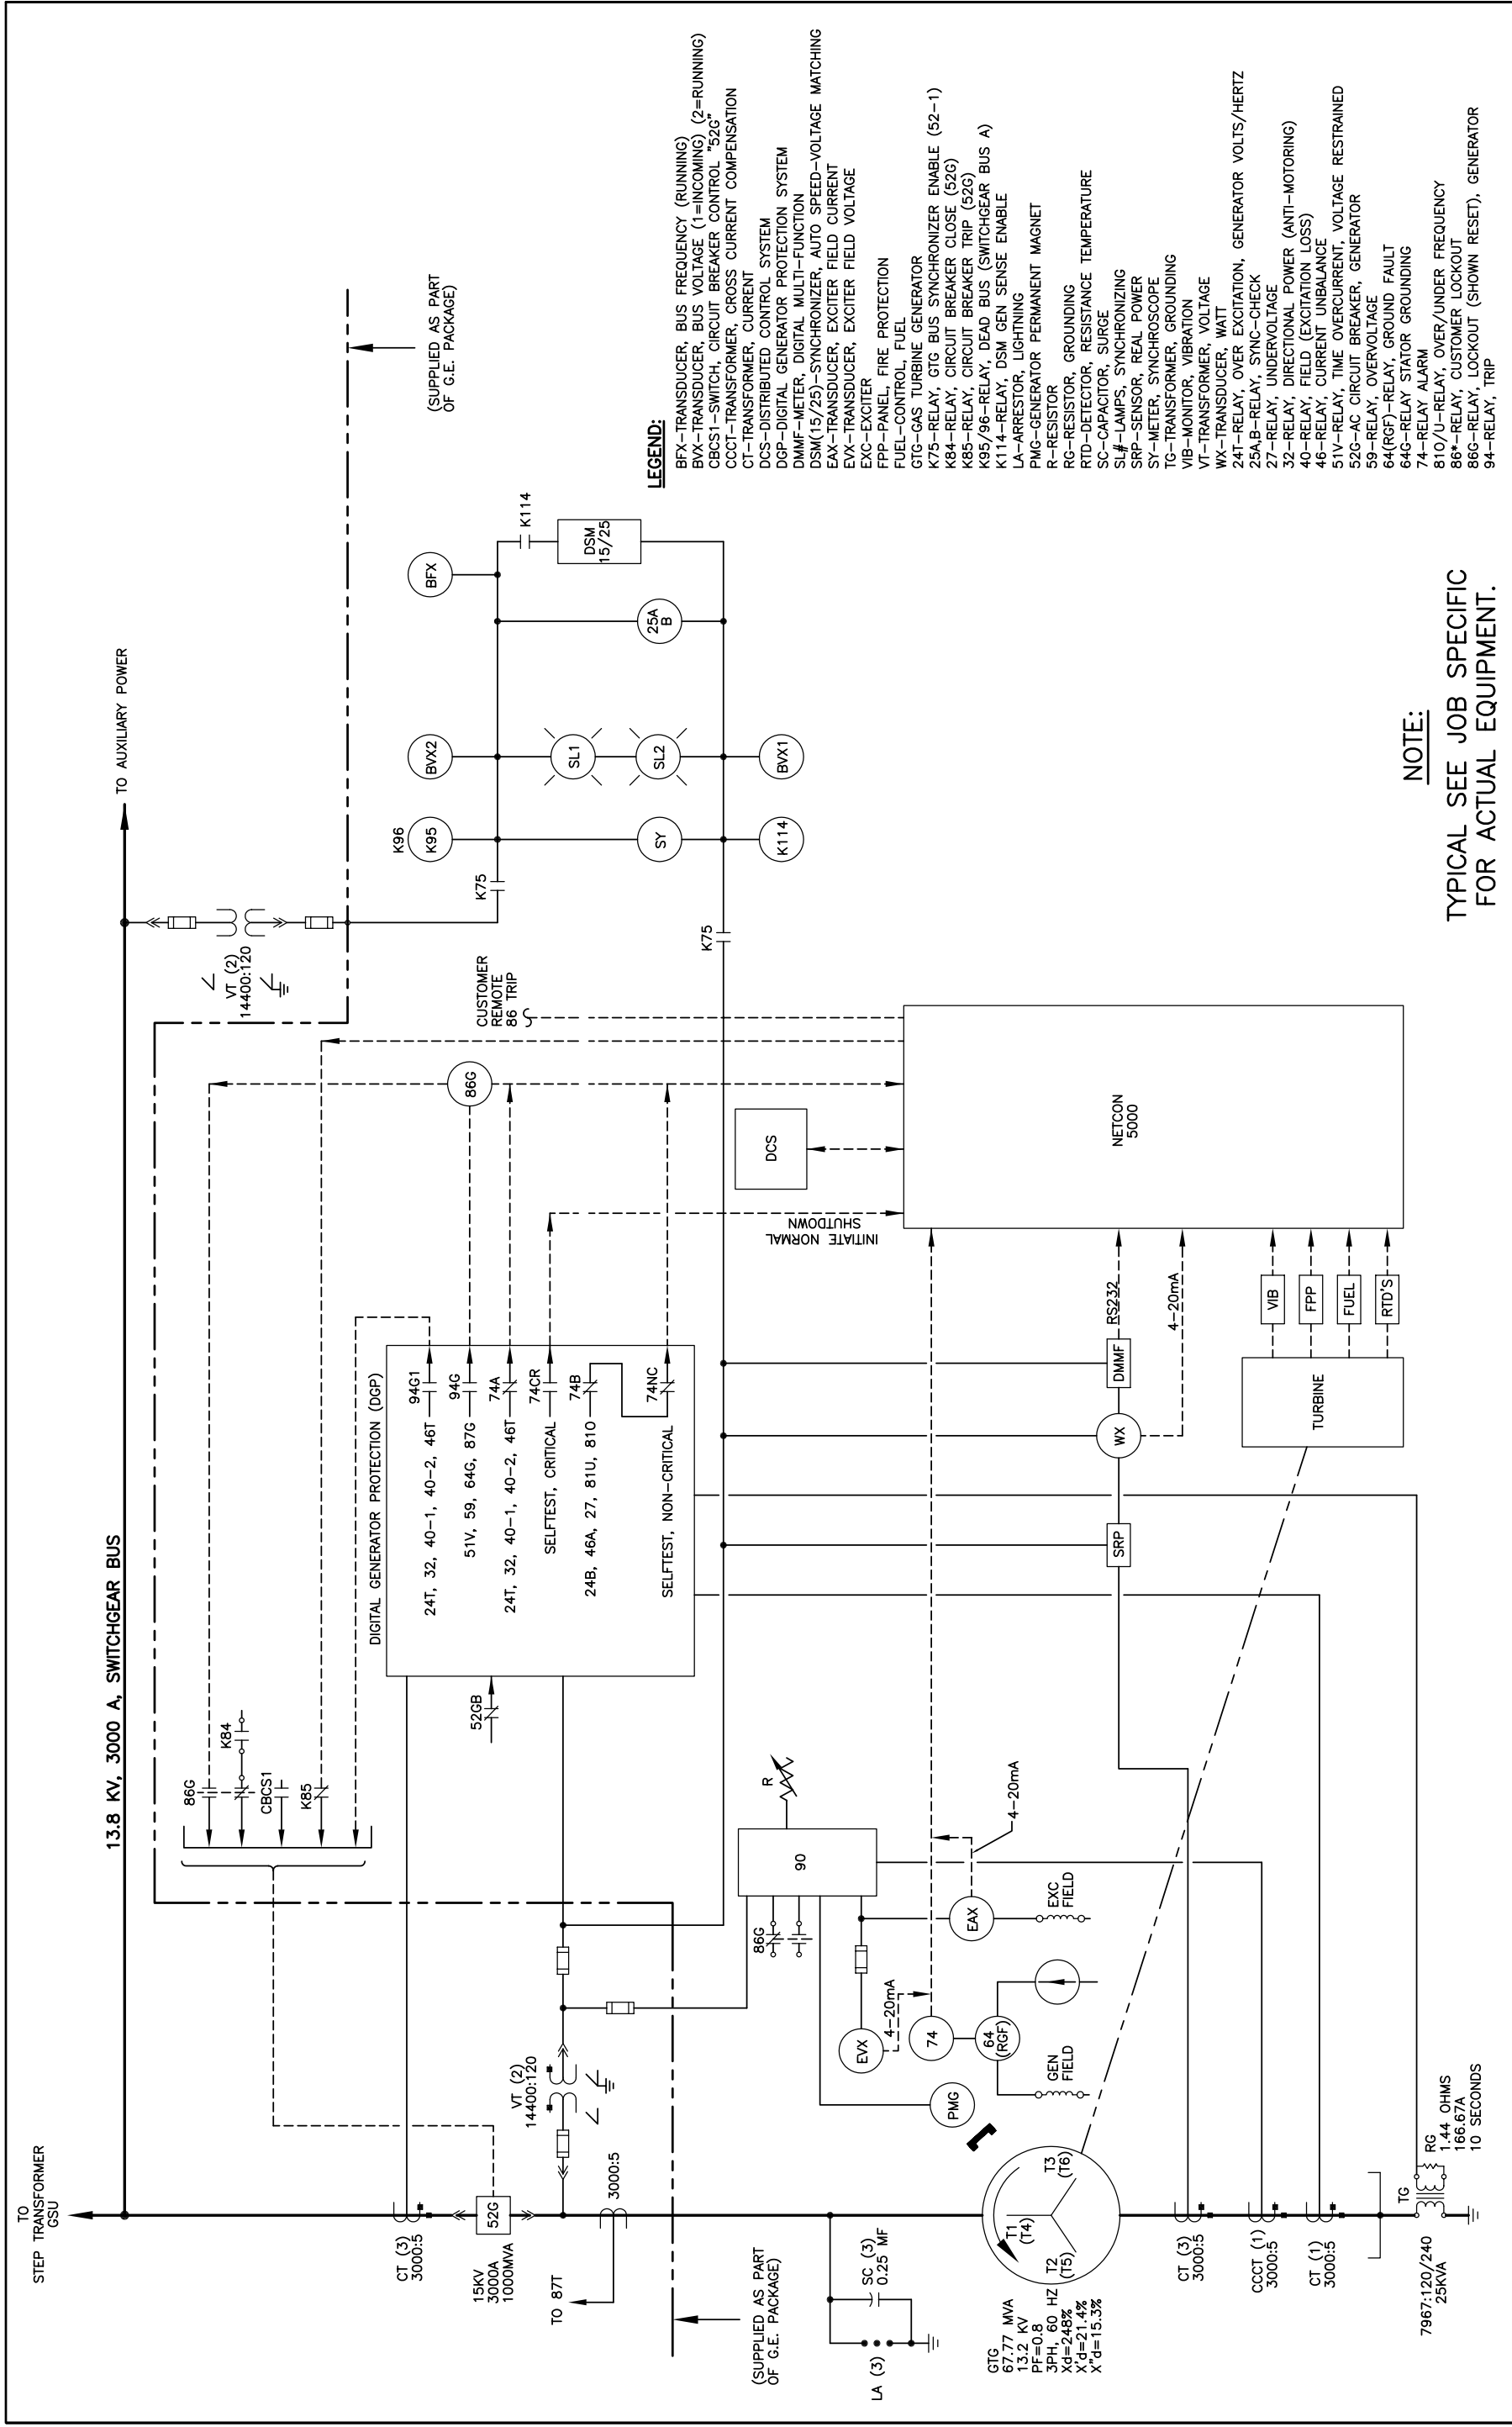 TO
STEP TRANSFORMER
GSU
13.8 KV, 3000 A, SWITCHGEAR BUS
TO AUXILIARY POWER
VT (2)
14400:120
(SUPPLIED AS PART
OF G.E. PACKAGE)
86G
K84
CBCS1
K85
CT (3)
3000:5
15KV
3000A
1000MVA
52G
TO 87T
3000:5
VT (2)
14400:120
52GB
DIGITAL GENERATOR PROTECTION (DGP)
24T, 32, 40-1, 40-2, 46T
94G1
51V, 59, 64G, 87G
94G
24T, 32, 40-1, 40-2, 46T
74A
SELFTEST, CRITICAL
74CR
24B, 46A, 27, 81U, 81O
74B
SELFTEST, NON-CRITICAL
74NC
86G
CUSTOMER
REMOTE
86 TRIP
K75
K75
K96
K95
BVX2
BFX
SY
SL1
SL2
25A
B
K114
DSM
15/25
K114
BVX1
DCS
INITIATE NORMAL
SHUTDOWN
NETCON
5000
(SUPPLIED AS PART
OF G.E. PACKAGE)
LA (3)
SC (3)
0.25 MF
90
R
86G
EVX
4-20mA
EAX
4-20mA
EXC
FIELD
74
64
(RGF)
GEN
FIELD
PMG
GTG
67.77 MVA
13.2 KV
PF=0.8
3PH, 60 HZ
Xd=248%
X'd=21.4%
X"d=15.3%
T1
(T4)
T2
(T5)
T3
(T6)
CT (3)
3000:5
CCCT (1)
3000:5
CT (1)
3000:5
TG
7967:120/240
25KVA
RG
1.44 OHMS
166.67A
10 SECONDS
SRP
WX
DMMF
RS232
4-20mA
TURBINE
VIB
FPP
FUEL
RTD'S
LEGEND:
BFX-TRANSDUCER, BUS FREQUENCY (RUNNING)
BVX-TRANSDUCER, BUS VOLTAGE (1=INCOMING) (2=RUNNING)
CBCS1-SWITCH, CIRCUIT BREAKER CONTROL "52G"
CCCT-TRANSFORMER, CROSS CURRENT COMPENSATION
CT-TRANSFORMER, CURRENT
DCS-DISTRIBUTED CONTROL SYSTEM
DGP-DIGITAL GENERATOR PROTECTION SYSTEM
DMMF-METER, DIGITAL MULTI-FUNCTION
DSM(15/25)-SYNCHRONIZER, AUTO SPEED-VOLTAGE MATCHING
EAX-TRANSDUCER, EXCITER FIELD CURRENT
EVX-TRANSDUCER, EXCITER FIELD VOLTAGE
EXC-EXCITER
FPP-PANEL, FIRE PROTECTION
FUEL-CONTROL, FUEL
GTG-GAS TURBINE GENERATOR
K75-RELAY, GTG BUS SYNCHRONIZER ENABLE (52-1)
K84-RELAY, CIRCUIT BREAKER CLOSE (52G)
K85-RELAY, CIRCUIT BREAKER TRIP (52G)
K95/96-RELAY, DEAD BUS (SWITCHGEAR BUS A)
K114-RELAY, DSM GEN SENSE ENABLE
LA-ARRESTOR, LIGHTNING
PMG-GENERATOR PERMANENT MAGNET
R-RESISTOR
RG-RESISTOR, GROUNDING
RTD-DETECTOR, RESISTANCE TEMPERATURE
SC-CAPACITOR, SURGE
SL#-LAMPS, SYNCHRONIZING
SRP-SENSOR, REAL POWER
SY-METER, SYNCHROSCOPE
TG-TRANSFORMER, GROUNDING
VIB-MONITOR, VIBRATION
VT-TRANSFORMER, VOLTAGE
WX-TRANSDUCER, WATT
24T-RELAY, OVER EXCITATION, GENERATOR VOLTS/HERTZ
25A,B-RELAY, SYNC-CHECK
27-RELAY, UNDERVOLTAGE
32-RELAY, DIRECTIONAL POWER (ANTI-MOTORING)
40-RELAY, FIELD (EXCITATION LOSS)
46-RELAY, CURRENT UNBALANCE
51V-RELAY, TIME OVERCURRENT, VOLTAGE RESTRAINED
52G-AC CIRCUIT BREAKER, GENERATOR
59-RELAY, OVERVOLTAGE
64(RGF)-RELAY, GROUND FAULT
64G-RELAY STATOR GROUNDING
74-RELAY ALARM
81O/U-RELAY, OVER/UNDER FREQUENCY
86*-RELAY, CUSTOMER LOCKOUT
86G-RELAY, LOCKOUT (SHOWN RESET), GENERATOR
94-RELAY, TRIP
NOTE:
TYPICAL SEE JOB SPECIFIC
FOR ACTUAL EQUIPMENT.